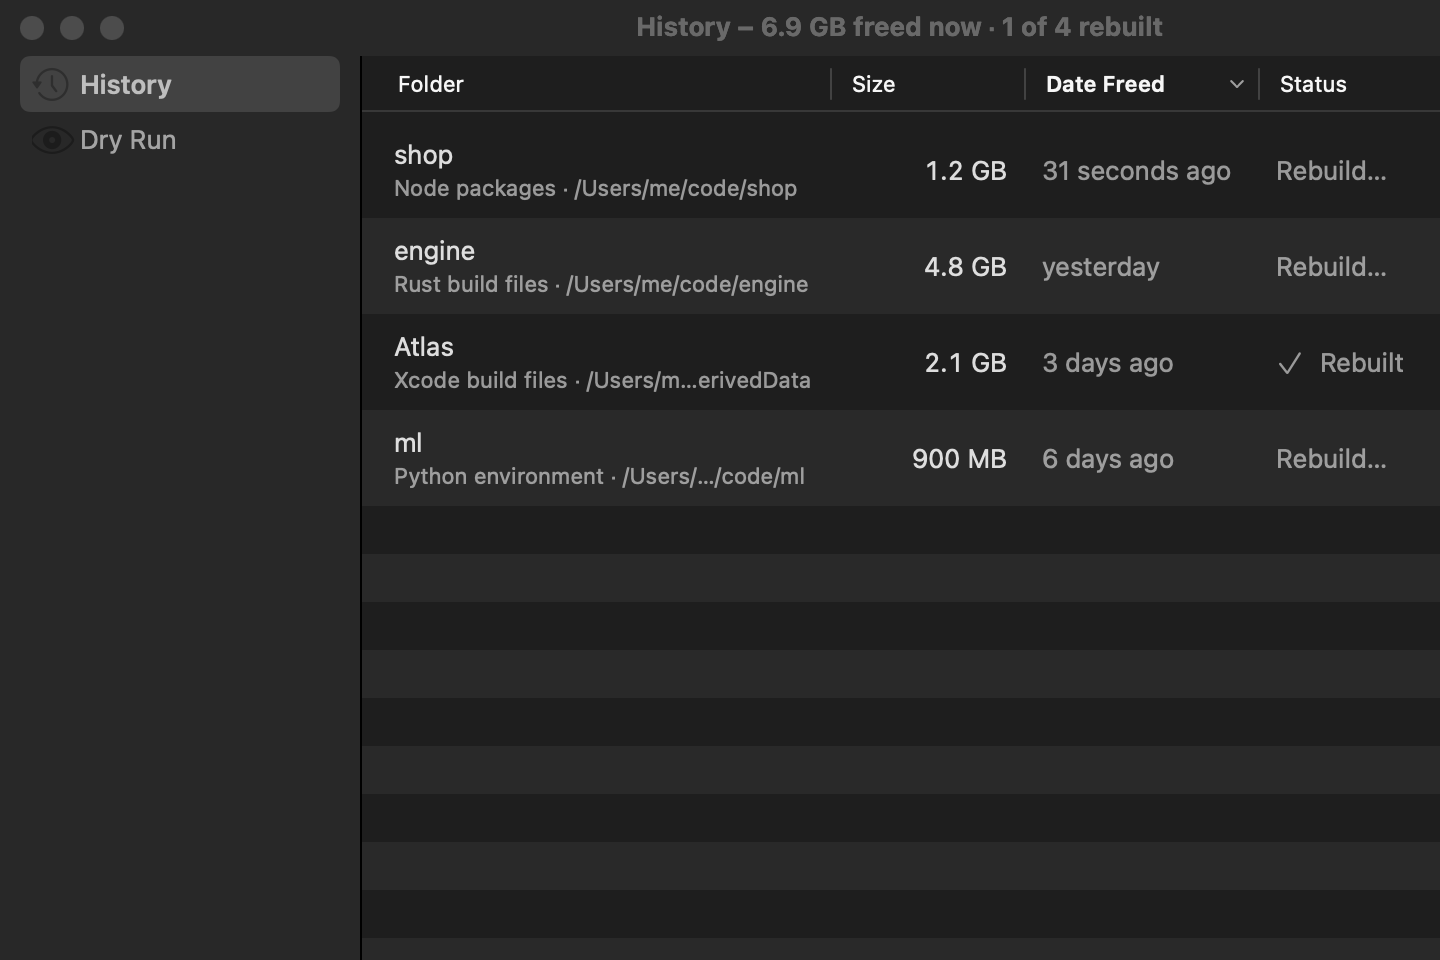 History – 6.9 GB freed now · 1 of 4 rebuilt
History
Dry Run
Folder Size Date Freed Status
shop
Node packages · /Users/me/code/shop
1.2 GB 31 seconds ago Rebuild...
engine
Rust build files · /Users/me/code/engine
4.8 GB yesterday Rebuild...
Atlas
Xcode build files · /Users/m...erivedData
2.1 GB 3 days ago Rebuilt
ml
Python environment · /Users/.../code/ml
900 MB 6 days ago Rebuild...